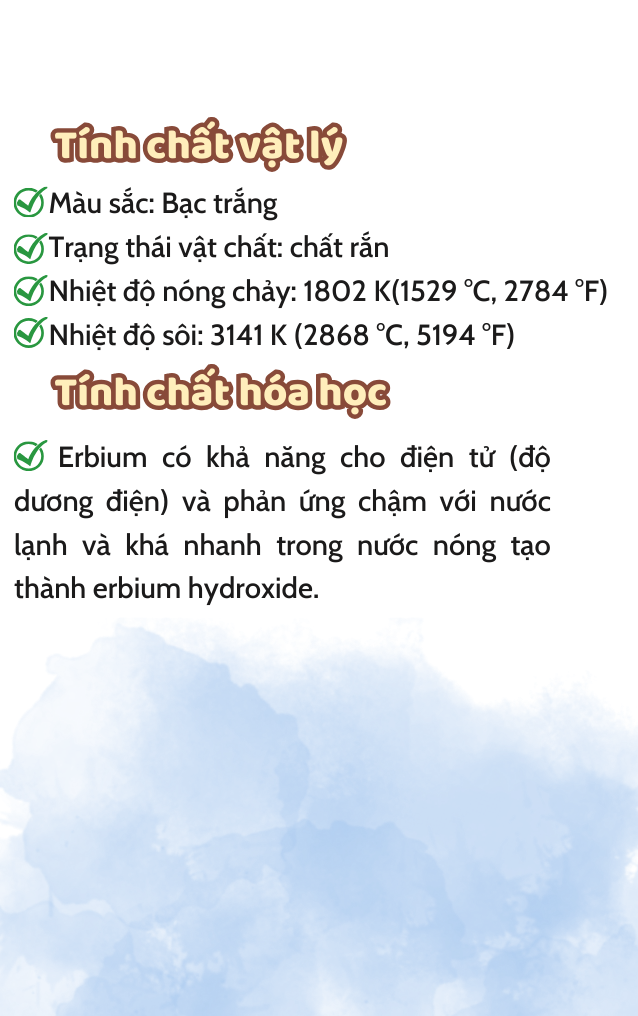 Tính chất vật lý
Màu sắc: Bạc trắng
Trạng thái vật chất: chất rắn
Nhiệt độ nóng chảy: 1802 K(1529 °C, 2784 °F)
Nhiệt độ sôi: 3141 K (2868 °C, 5194 °F)
Tính chất hóa học
Erbium có khả năng cho điện tử (độ
dương điện) và phản ứng chậm với nước
lạnh và khá nhanh trong nước nóng tạo
thành erbium hydroxide.